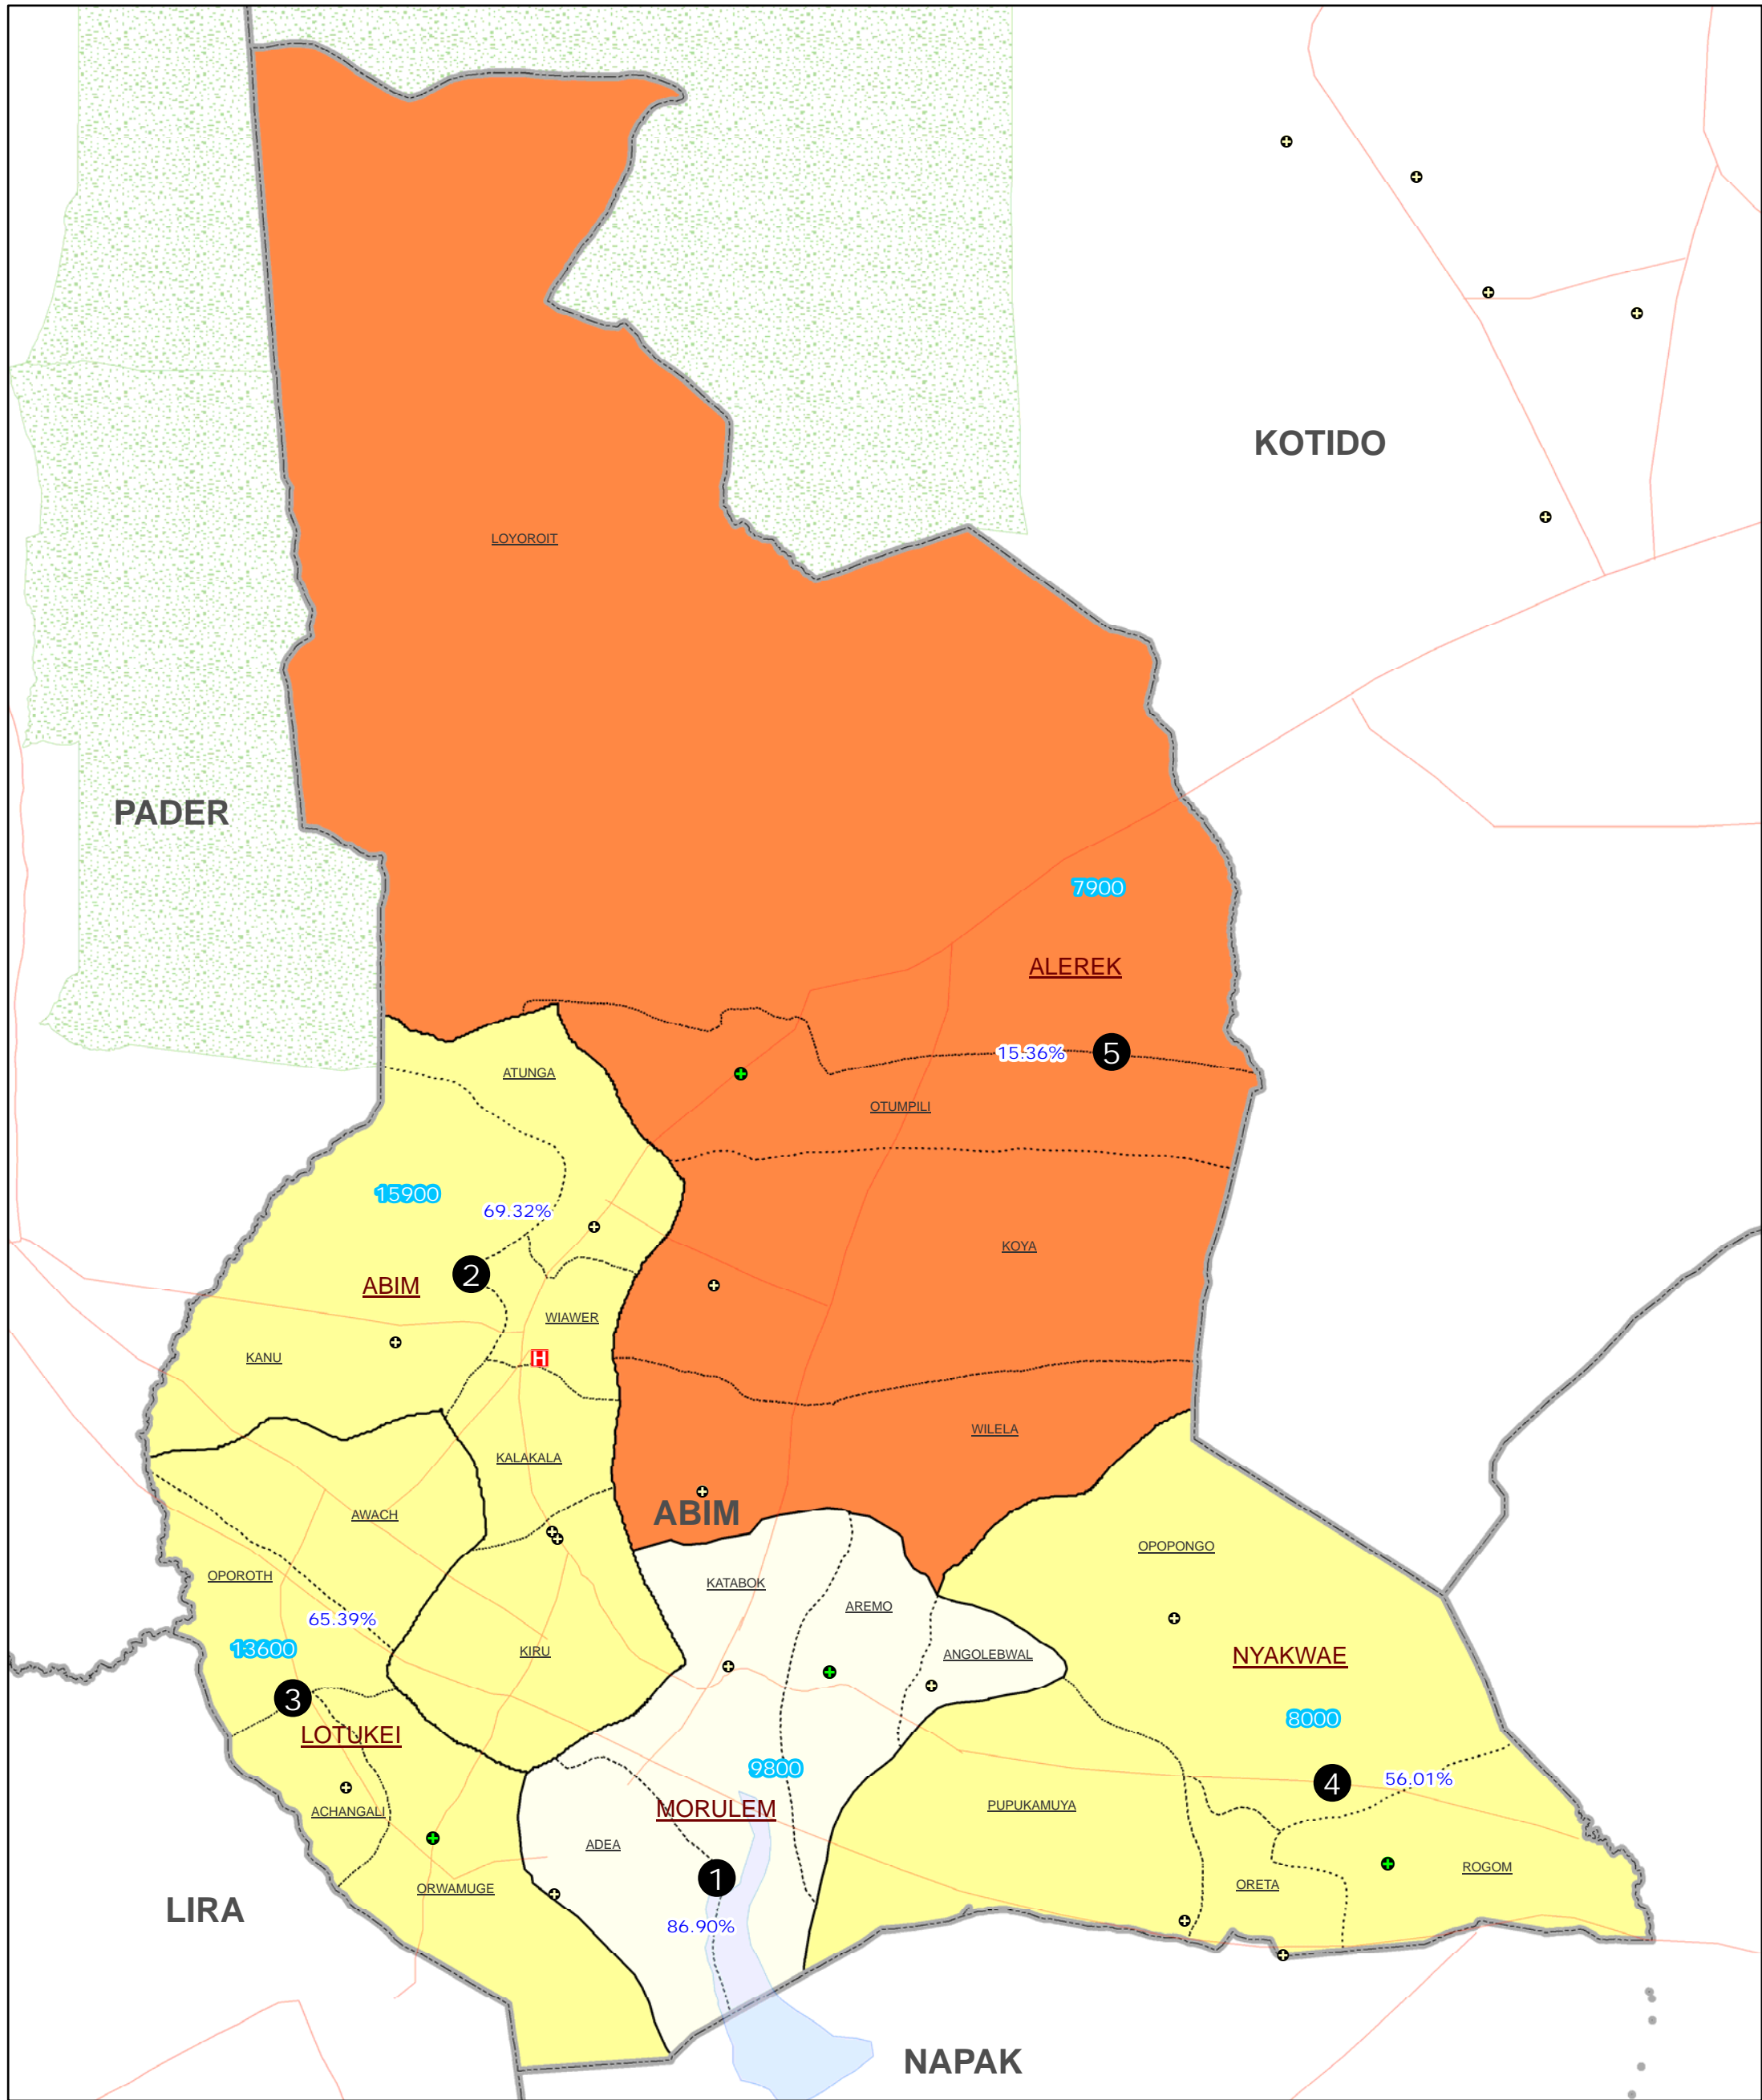 KOTIDO
LOYOROIT
PADER
7900
ALEREK
15.36%
5
ATUNGA
OTUMPILI
15900
69.32%
KOYA
2
ABIM
WIAWER
H
KANU
WILELA
KALAKALA
ABIM
AWACH
OPOPONGO
OPOROTH
KATABOK
AREMO
65.39%
13600
KIRU
ANGOLEBWAL
NYAKWAE
3
LOTUKEI
8000
9800
4
56.01%
ACHANGALI
MORULEM
PUPUKAMUYA
ADEA
ROGOM
1
ORWAMUGE
ORETA
LIRA
86.90%
NAPAK